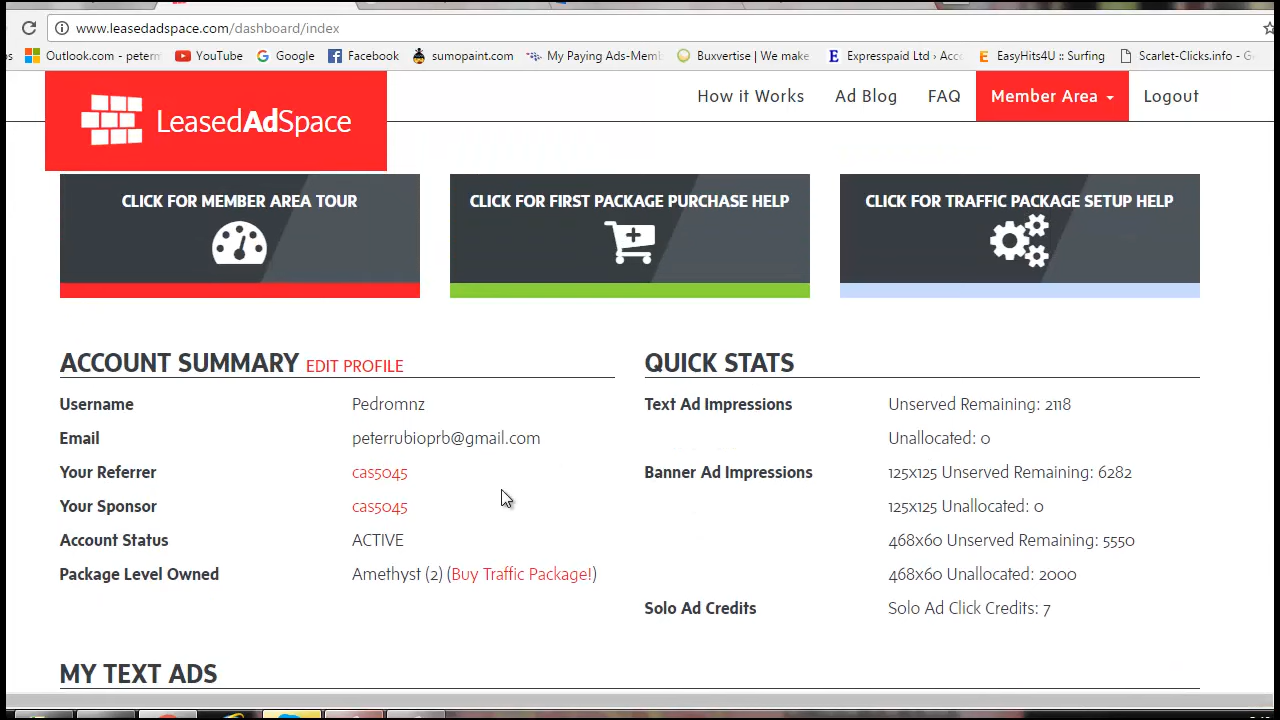 www.leasedadspace.com/dashboard/index
Outlook.com - peterm YouTube Google Facebook sumopaint.com My Paying Ads-Memb Buxvertise | We make Expresspaid Ltd › Acc EasyHits4U :: Surfing Scarlet-Clicks.info - G
LeasedAdSpace
How it Works Ad Blog FAQ Member Area Logout
CLICK FOR MEMBER AREA TOUR CLICK FOR FIRST PACKAGE PURCHASE HELP CLICK FOR TRAFFIC PACKAGE SETUP HELP
ACCOUNT SUMMARY EDIT PROFILE
Username Pedromnz
Email peterrubioprb@gmail.com
Your Referrer cas5045
Your Sponsor cas5045
Account Status ACTIVE
Package Level Owned Amethyst (2) (Buy Traffic Package!)
QUICK STATS
Text Ad Impressions Unserved Remaining: 2118
Unallocated: 0
Banner Ad Impressions 125x125 Unserved Remaining: 6282
125x125 Unallocated: 0
468x60 Unserved Remaining: 5550
468x60 Unallocated: 2000
Solo Ad Credits Solo Ad Click Credits: 7
MY TEXT ADS